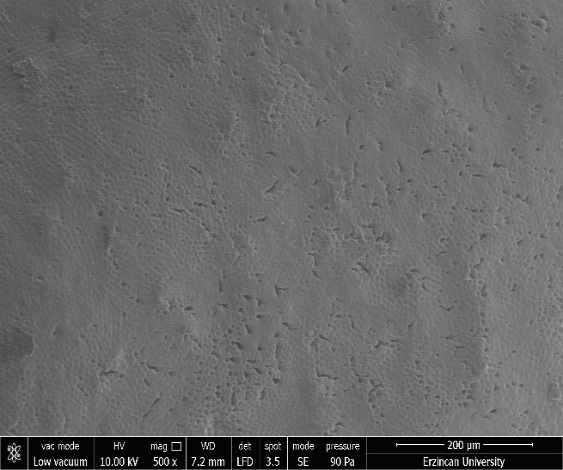 vac mode HV mag WD det spot mode pressure 200 µm
Low vacuum 10.00 kV 500 x 7.2 mm LFD 3.5 SE 90 Pa Erzincan University